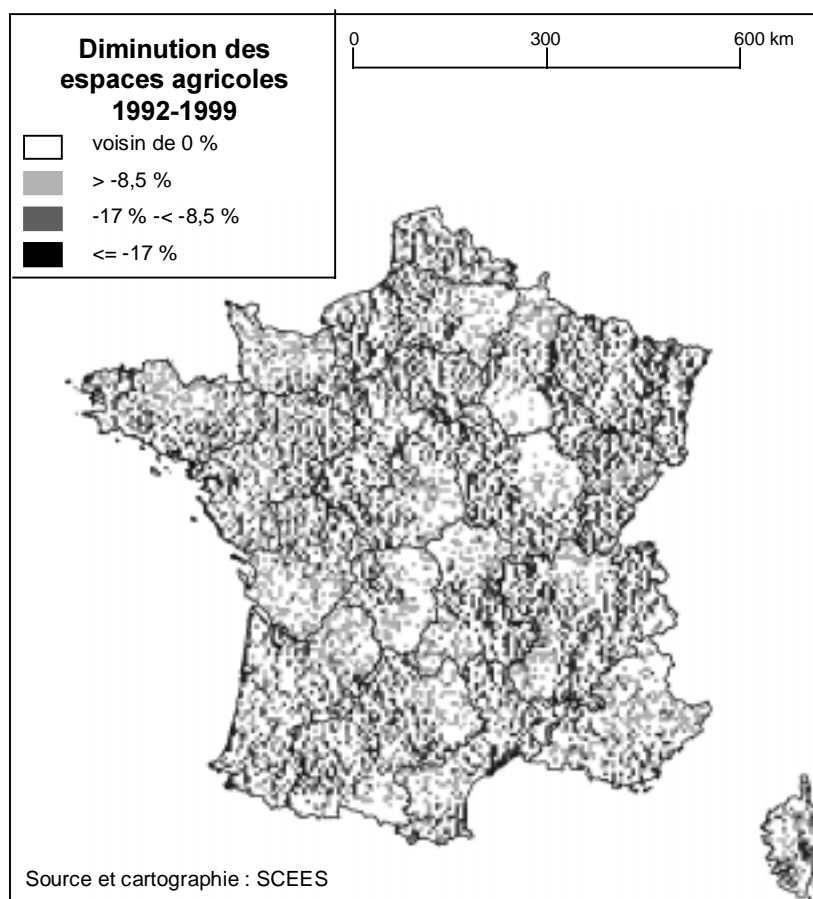 Diminution des
espaces agricoles
1992-1999
voisin de 0 %
> -8,5 %
-17 % -< -8,5 %
<= -17 %
0 300 600 km
Source et cartographie : SCEES